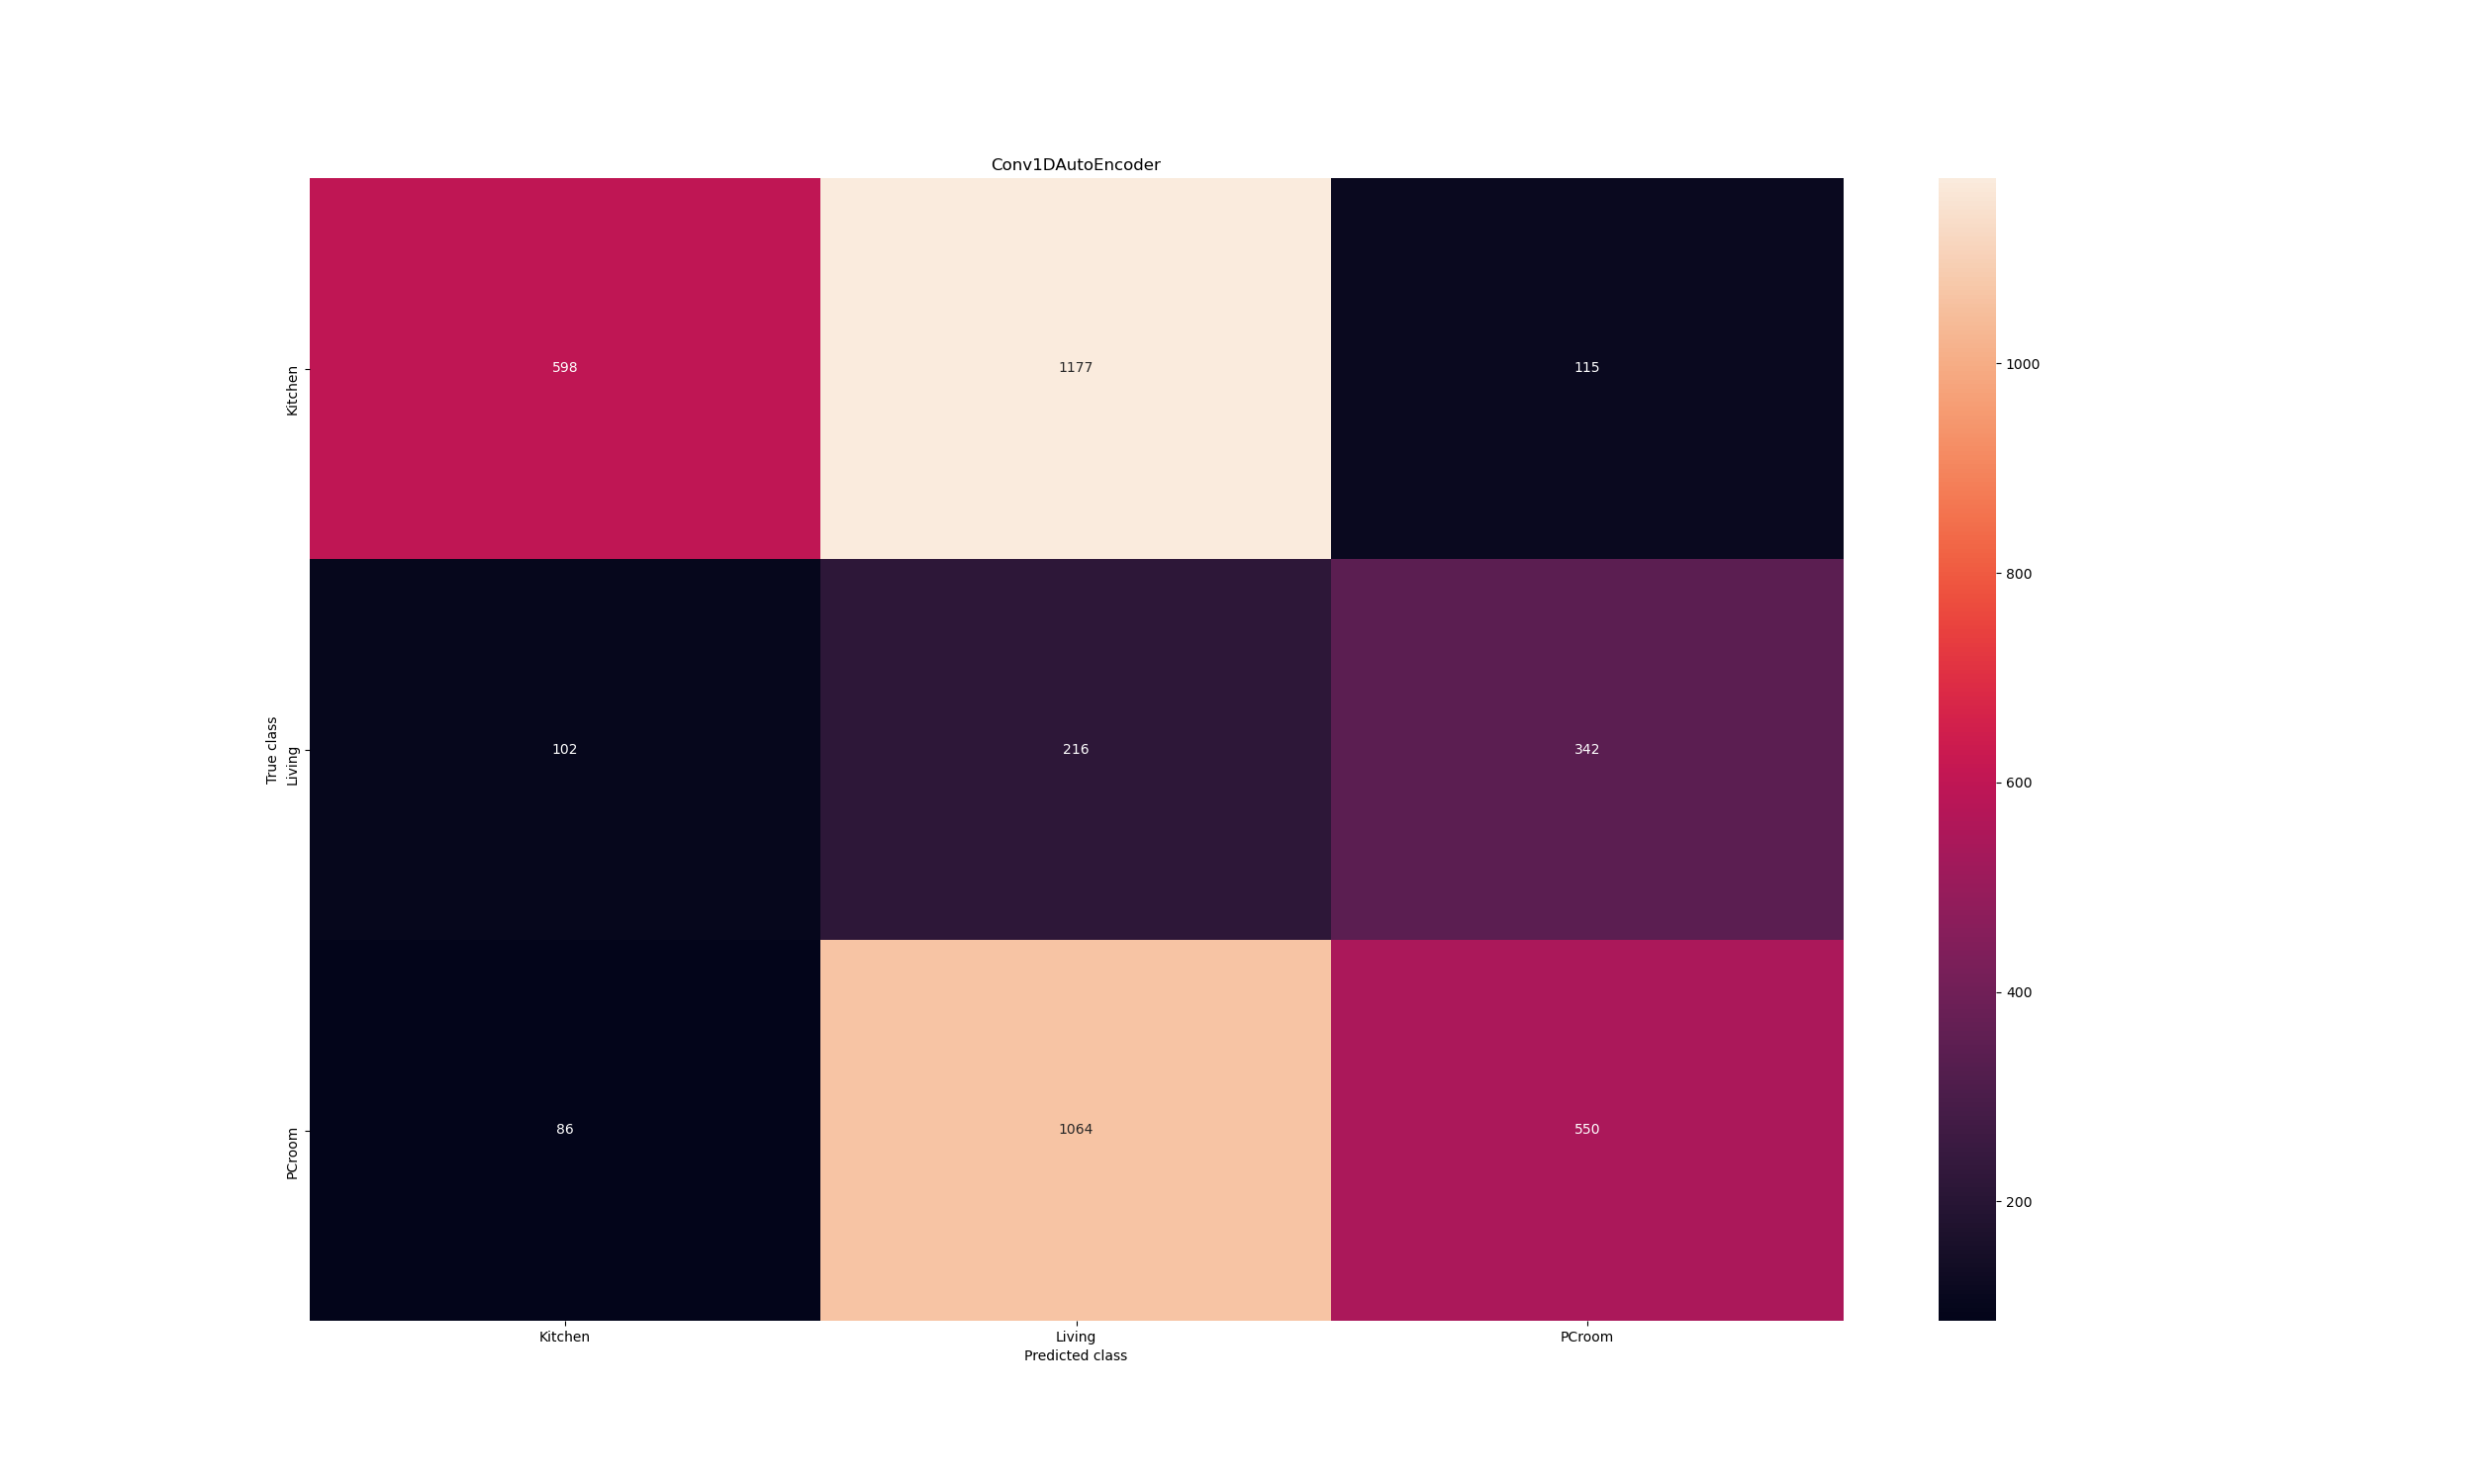 Conv1DAutoEncoder
598 1177 115
102 216 342
86 1064 550
Kitchen
Living
PCroom
True class
Kitchen Living PCroom
Predicted class
1000
800
600
400
200